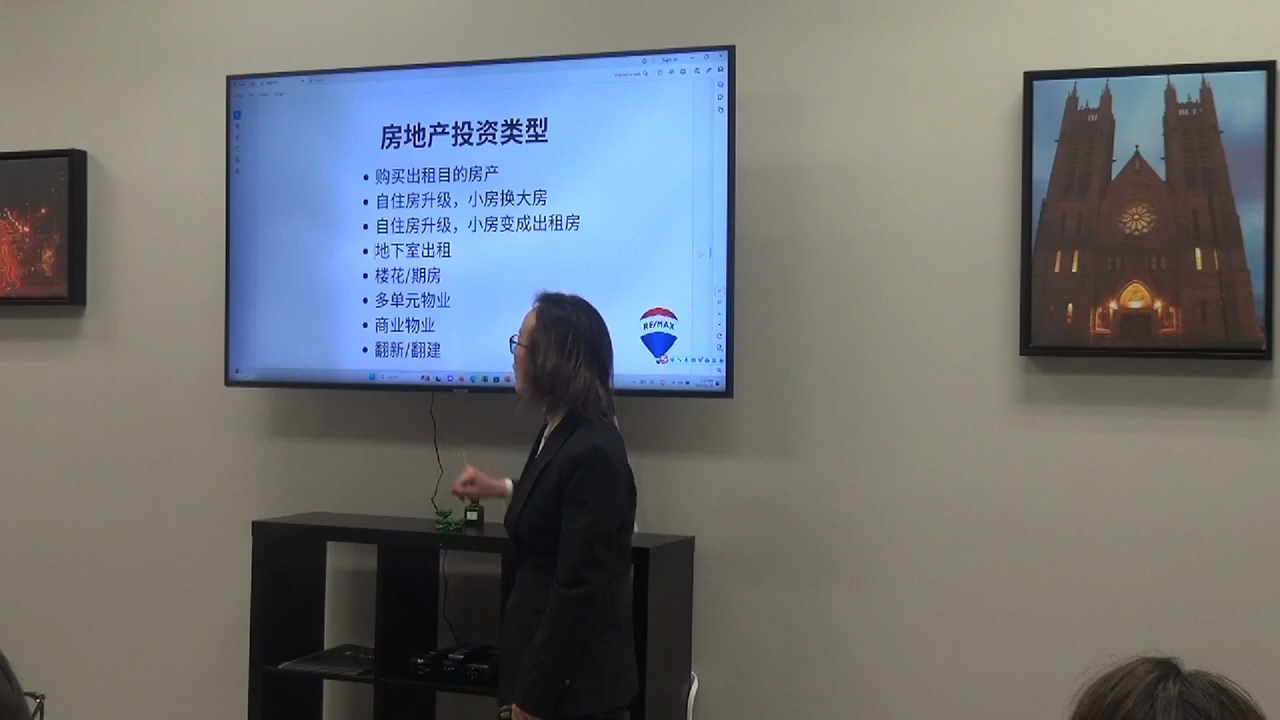 Sign in
房地产投资类型
• 购买出租目的房产
• 自住房升级，小房换大房
• 自住房升级，小房变成出租房
• 地下室出租
• 楼花/期房
• 多单元物业
• 商业物业
• 翻新/翻建
RE/MAX